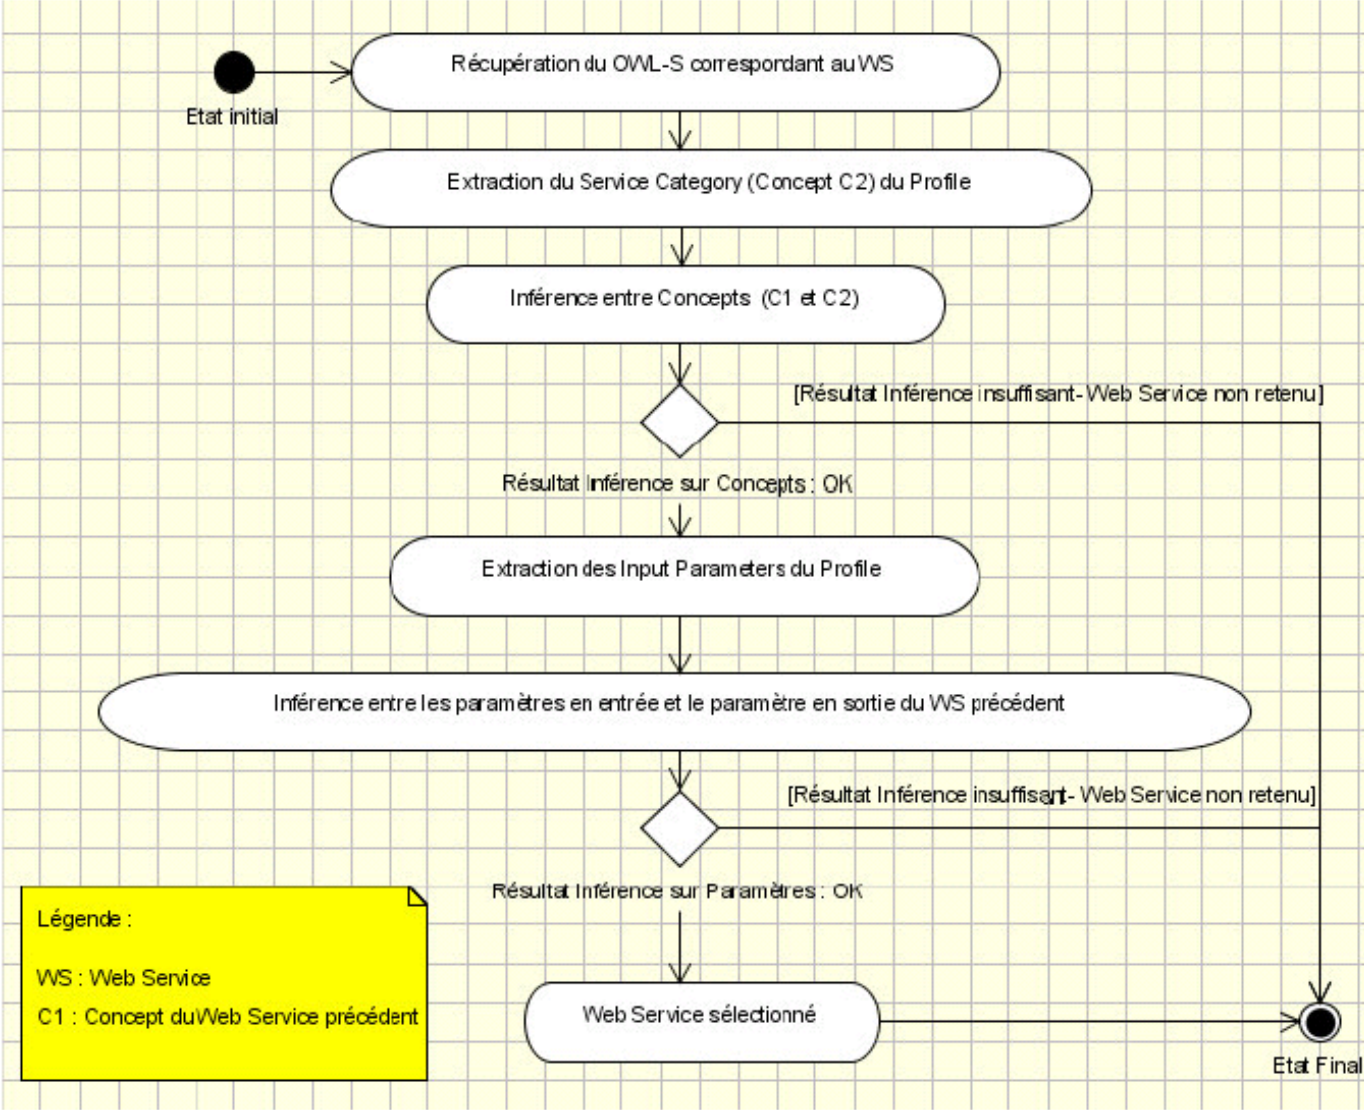 Récupération du OWL-S correspondant au WS
Etat initial
Extraction du Service Category (Concept C2) du Profile
Inférence entre Concepts (C1 et C2)
[Résultat Inférence insuffisant- Web Service non retenu]
Résultat Inférence sur Concepts : OK
Extraction des Input Parameters du Profile
Inférence entre les paramètres en entrée et le paramètre en sortie du WS précédent
[Résultat Inférence insuffisant- Web Service non retenu]
Résultat Inférence sur Paramètres : OK
Légende :
WS : Web Service
C1 : Concept du Web Service précédent
Web Service sélectionné
Etat Final